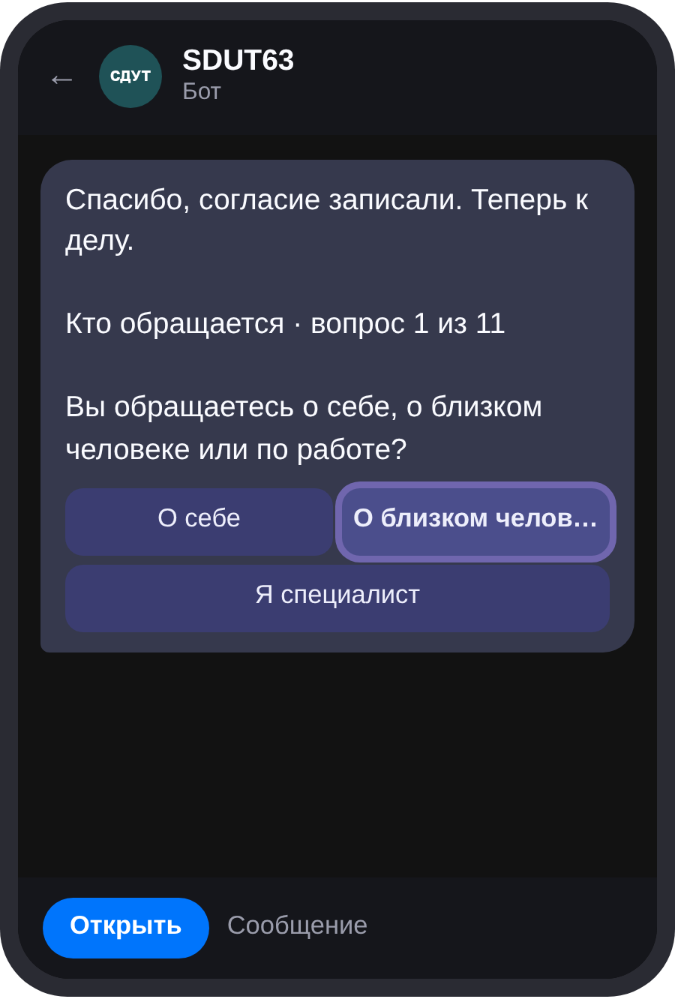 ←
СДУТ
SDUT63
Бот
Спасибо, согласие записали. Теперь к
делу.
Кто обращается · вопрос 1 из 11
Вы обращаетесь о себе, о близком
человеке или по работе?
О себе
О близком челов…
Я специалист
Открыть
Сообщение